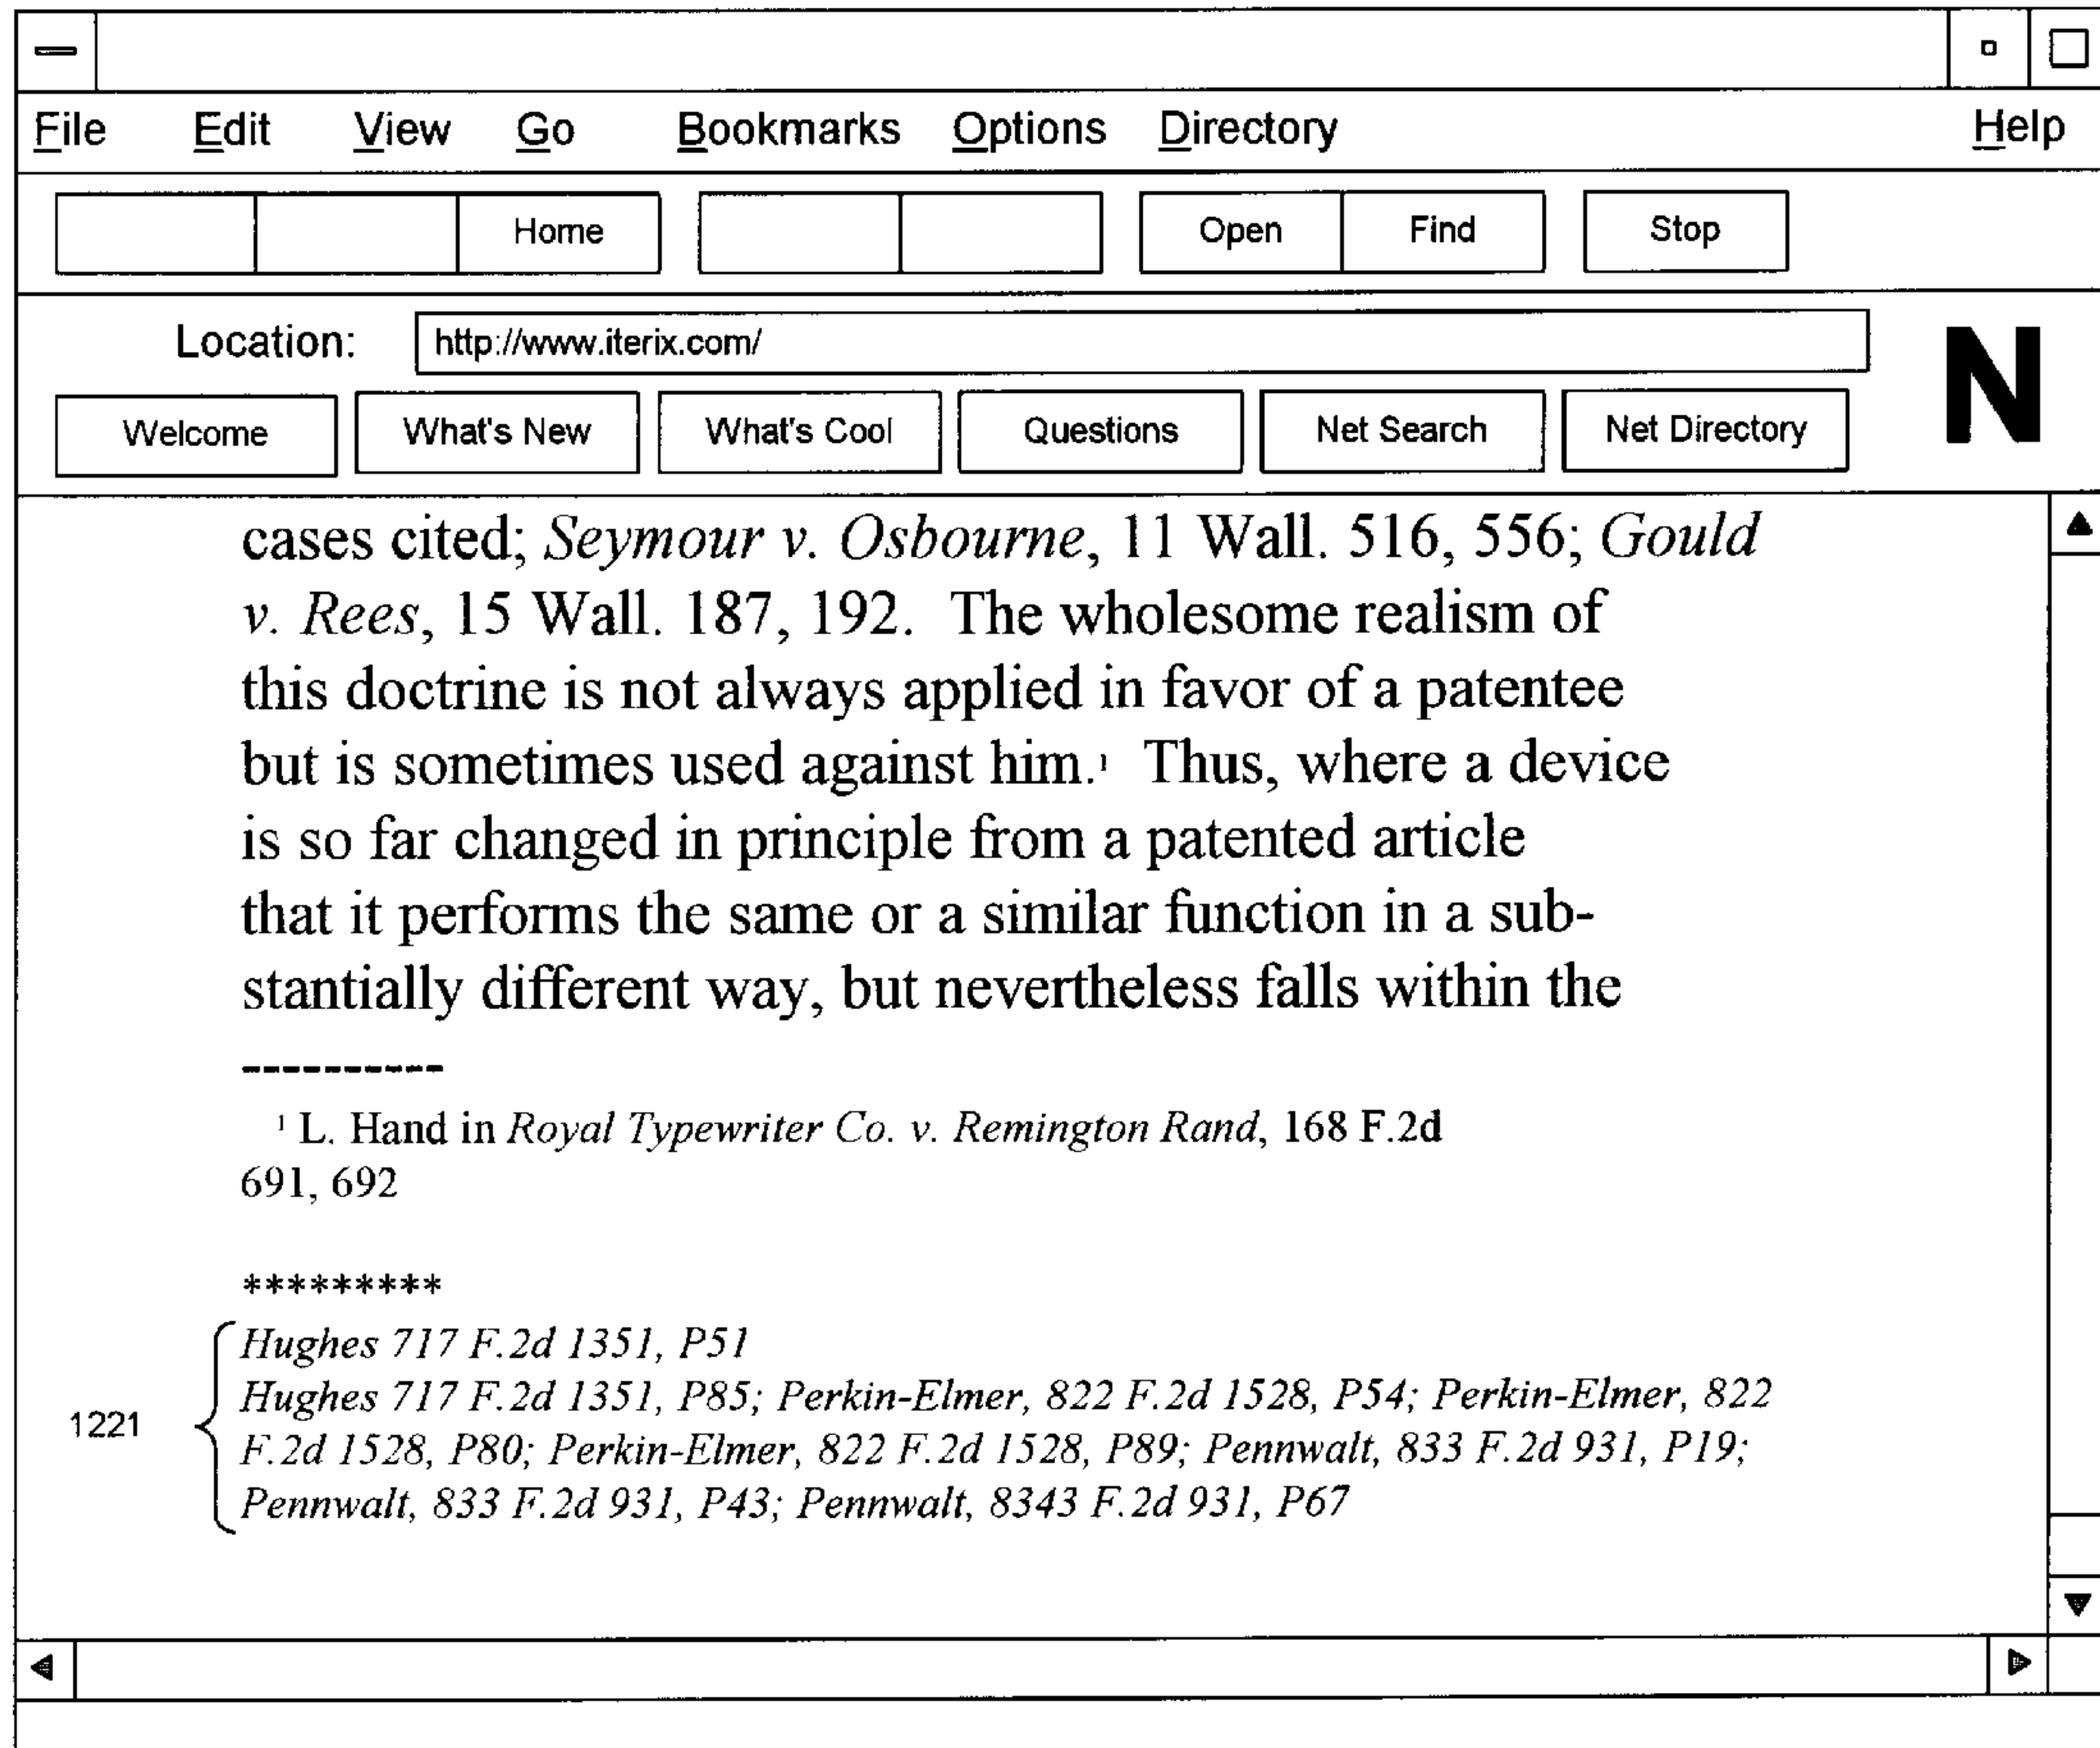 File Edit View Go Bookmarks Options Directory Help
Home Open Find Stop
Location: http://www.iterix.com/
N
Welcome What's New What's Cool Questions Net Search Net Directory
cases cited; Seymour v. Osbourne, 11 Wall. 516, 556; Gould
v. Rees, 15 Wall. 187, 192. The wholesome realism of
this doctrine is not always applied in favor of a patentee
but is sometimes used against him.¹ Thus, where a device
is so far changed in principle from a patented article
that it performs the same or a similar function in a sub-
stantially different way, but nevertheless falls within the
----------
¹ L. Hand in Royal Typewriter Co. v. Remington Rand, 168 F.2d
691, 692
*********
Hughes 717 F.2d 1351, P51
Hughes 717 F.2d 1351, P85; Perkin-Elmer, 822 F.2d 1528, P54; Perkin-Elmer, 822
1221
F.2d 1528, P80; Perkin-Elmer, 822 F.2d 1528, P89; Pennwalt, 833 F.2d 931, P19;
Pennwalt, 833 F.2d 931, P43; Pennwalt, 8343 F.2d 931, P67